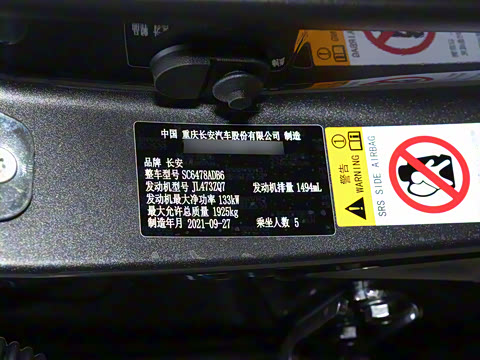 中国 重庆长安汽车股份有限公司 制造
品牌 长安
整车型号 SC6478ADB6
发动机型号 JL473ZQ7 发动机排量 1494mL
发动机最大净功率 133kW
最大允许总质量 1925kg
制造年月 2021-09-27 乘坐人数 5
警告
WARNING
SRS SIDE AIRBAG